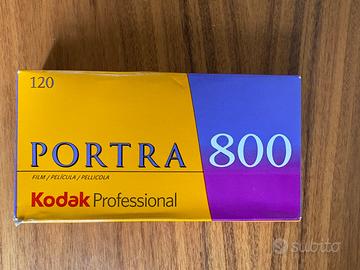 120
PORTRA 800
FILM / PELÍCULA / PELLICOLA
Kodak Professional
subito